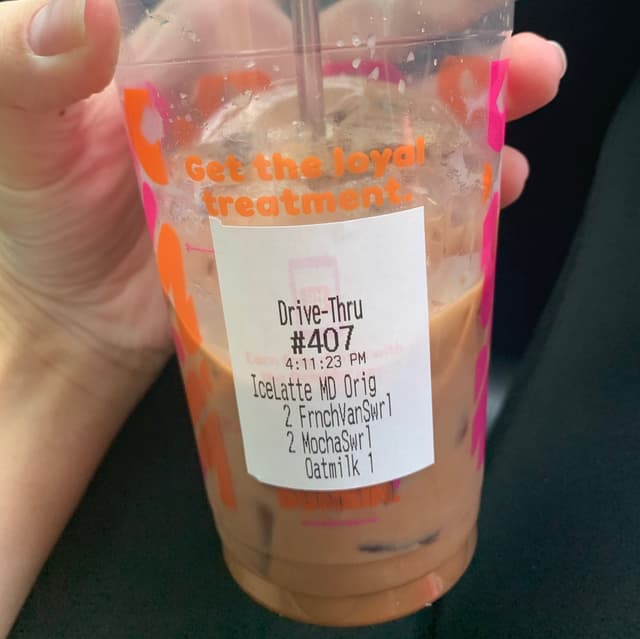 Get the loyal
treatment.
Drive-Thru
#407
4:11:23 PM
IceLatte MD Orig
2 FrnchVanSwrl
2 MochaSwrl
Oatmilk 1